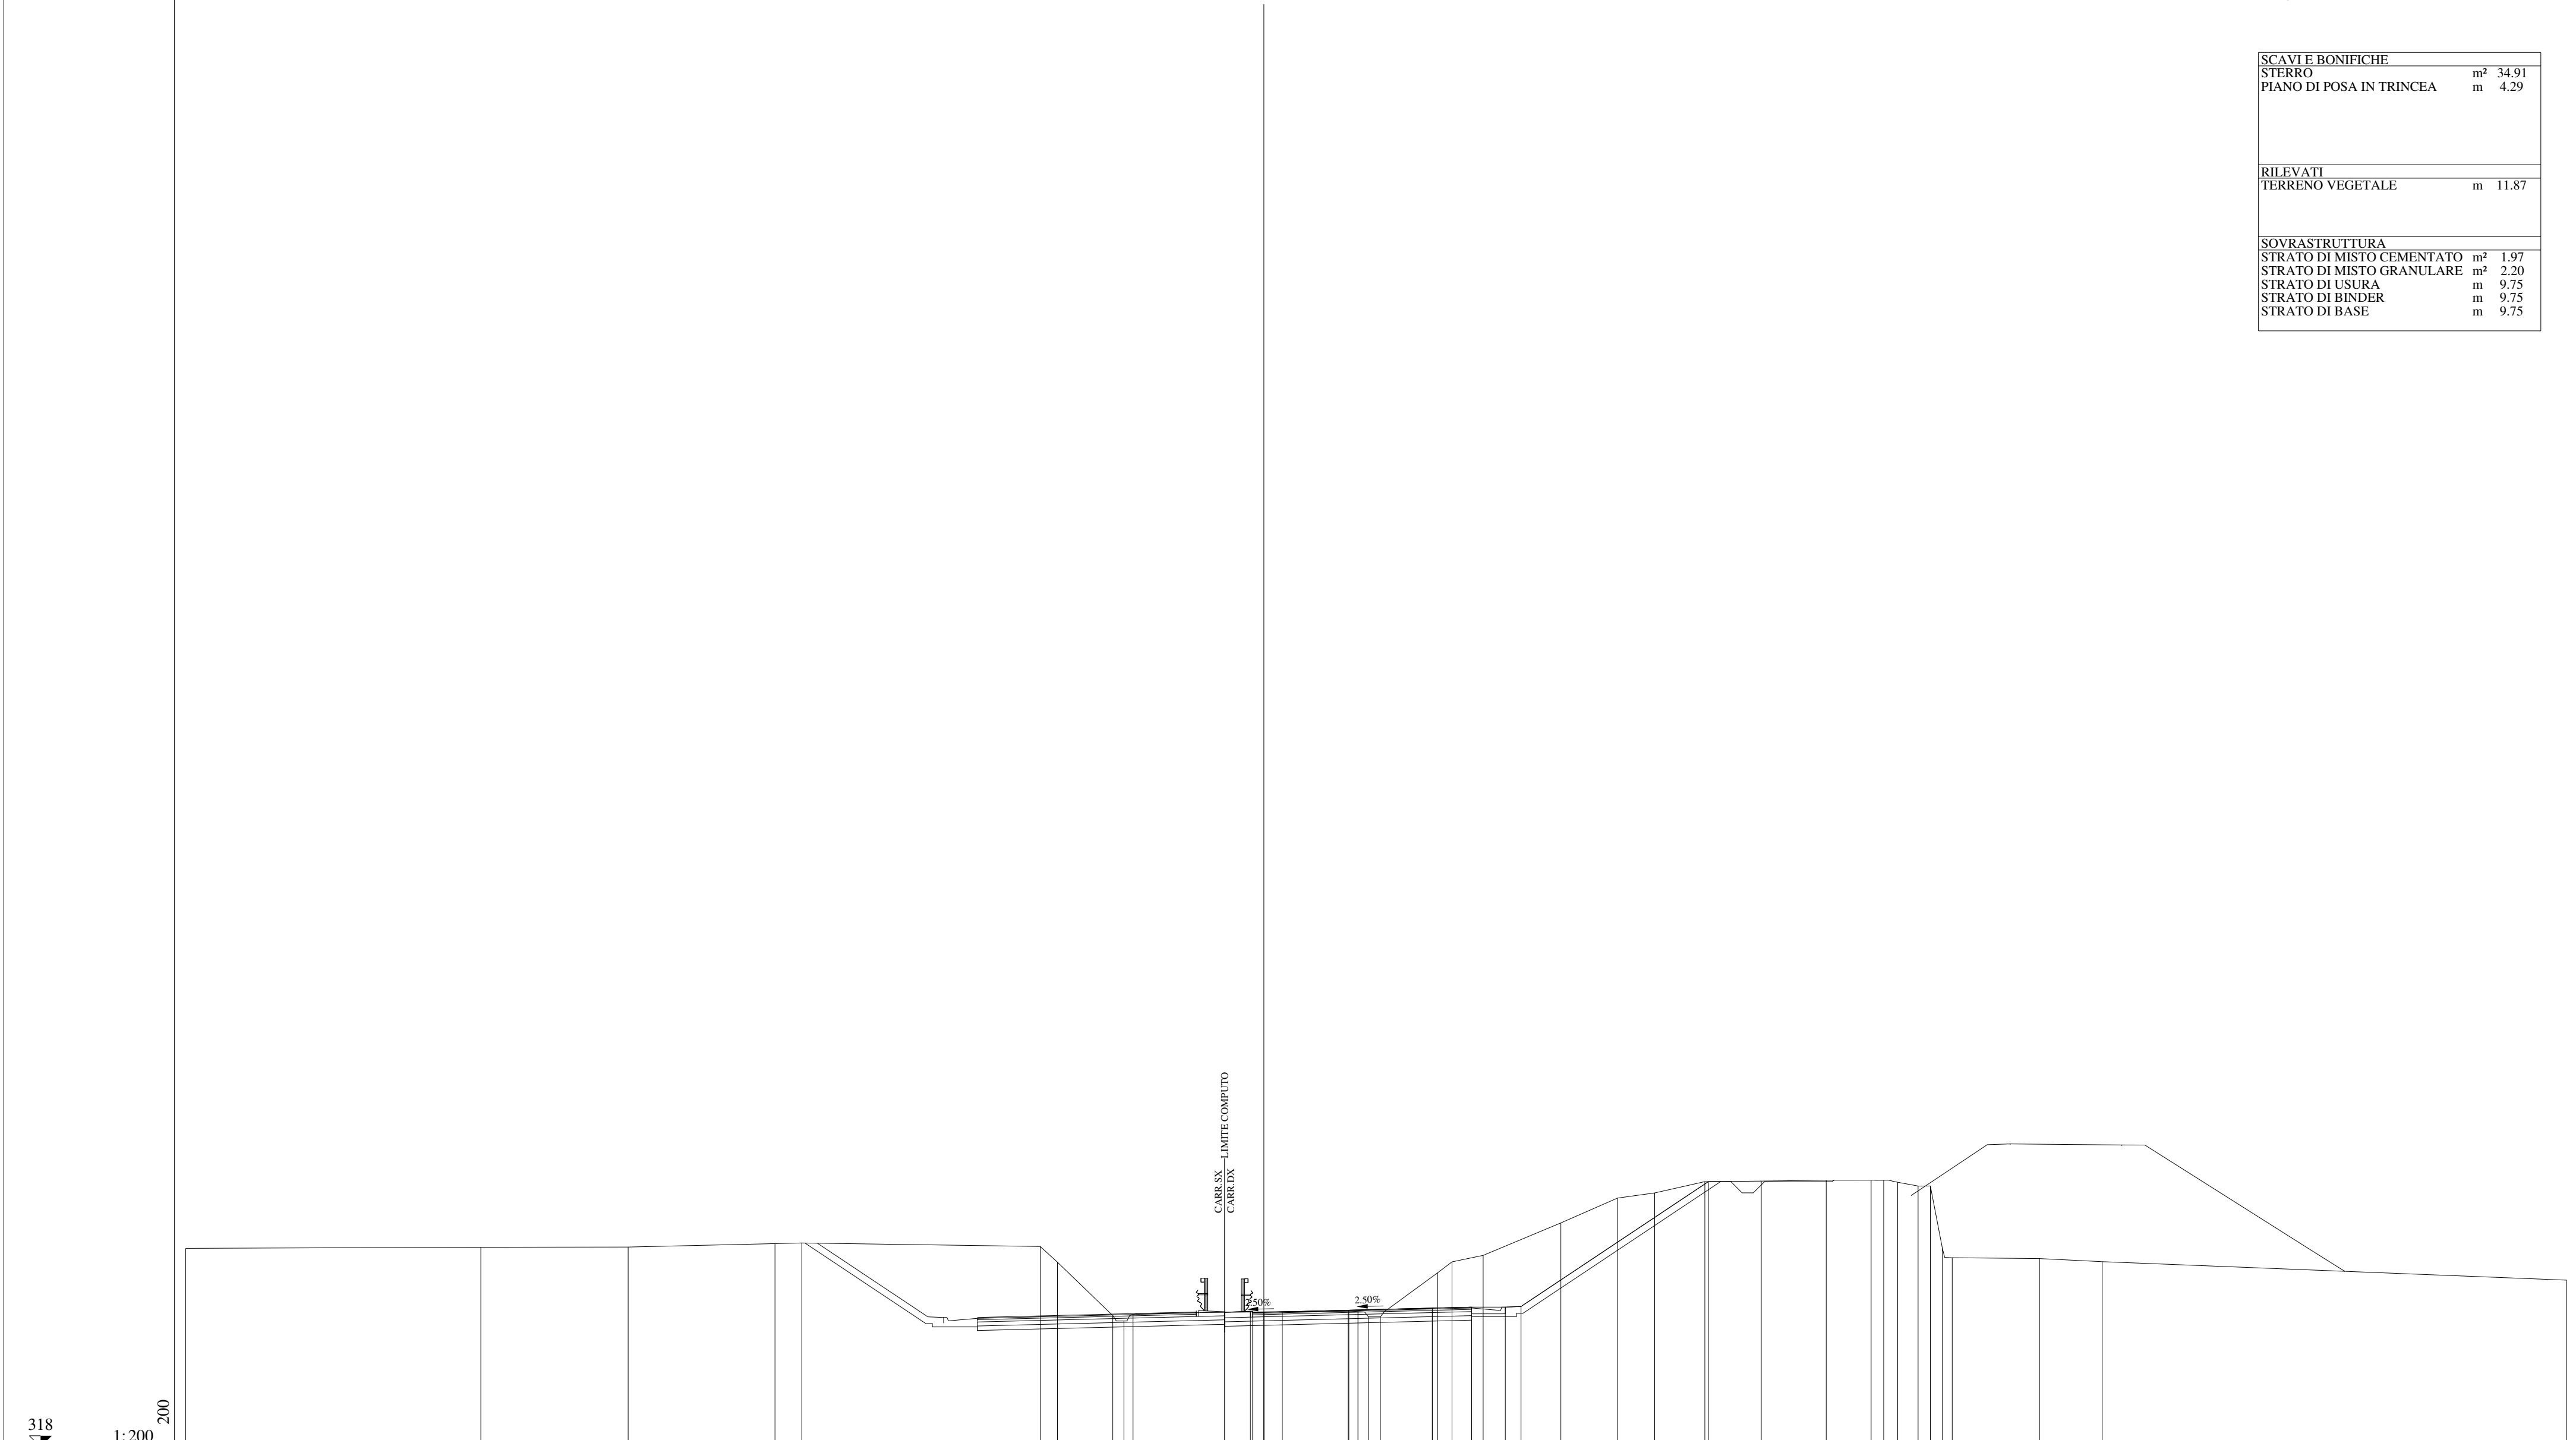 SCAVI E BONIFICHE
STERRO m² 34.91
PIANO DI POSA IN TRINCEA m 4.29
RILEVATI
TERRENO VEGETALE m 11.87
SOVRASTRUTTURA
STRATO DI MISTO CEMENTATO m² 1.97
STRATO DI MISTO GRANULARE m² 2.20
STRATO DI USURA m 9.75
STRATO DI BINDER m 9.75
STRATO DI BASE m 9.75
LIMITE COMPUTO
CARR.SX
CARR.DX
2.50%
2.50%
200
318
1:200